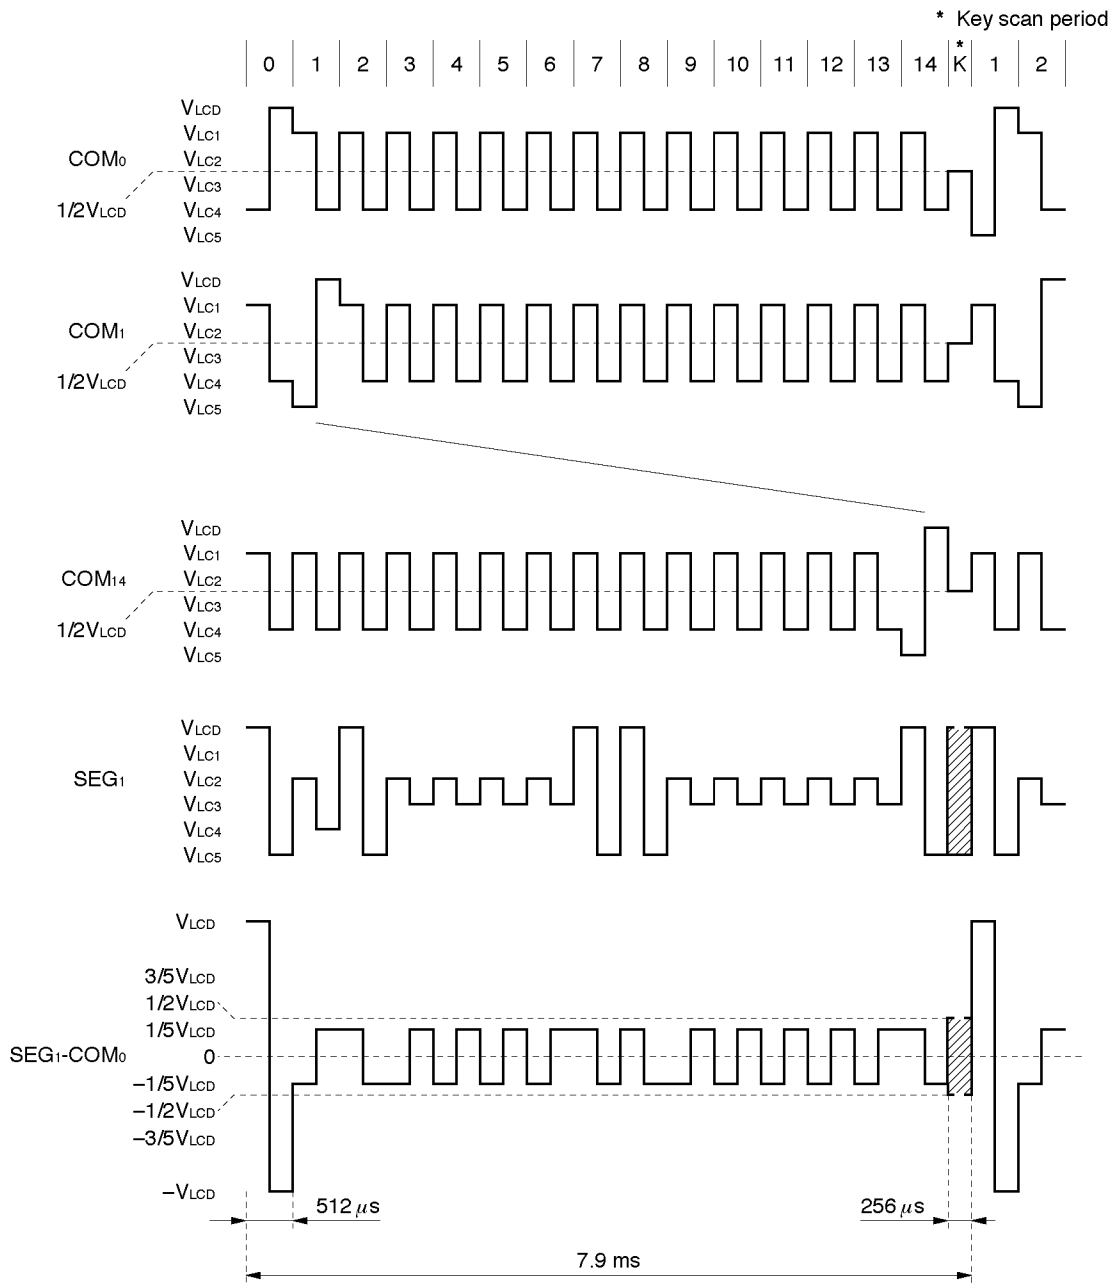 * Key scan period
*
0 1 2 3 4 5 6 7 8 9 10 11 12 13 14 K 1 2
VLCD
VLC1
COM0 VLC2
VLC3
1/2VLCD VLC4
VLC5
VLCD
VLC1
COM1 VLC2
VLC3
1/2VLCD VLC4
VLC5
VLCD
VLC1
COM14 VLC2
VLC3
1/2VLCD VLC4
VLC5
VLCD
VLC1
SEG1 VLC2
VLC3
VLC4
VLC5
VLCD
3/5VLCD
1/2VLCD
1/5VLCD
SEG1-COM0 0
–1/5VLCD
–1/2VLCD
–3/5VLCD
–VLCD
512 μs 256 μs
7.9 ms